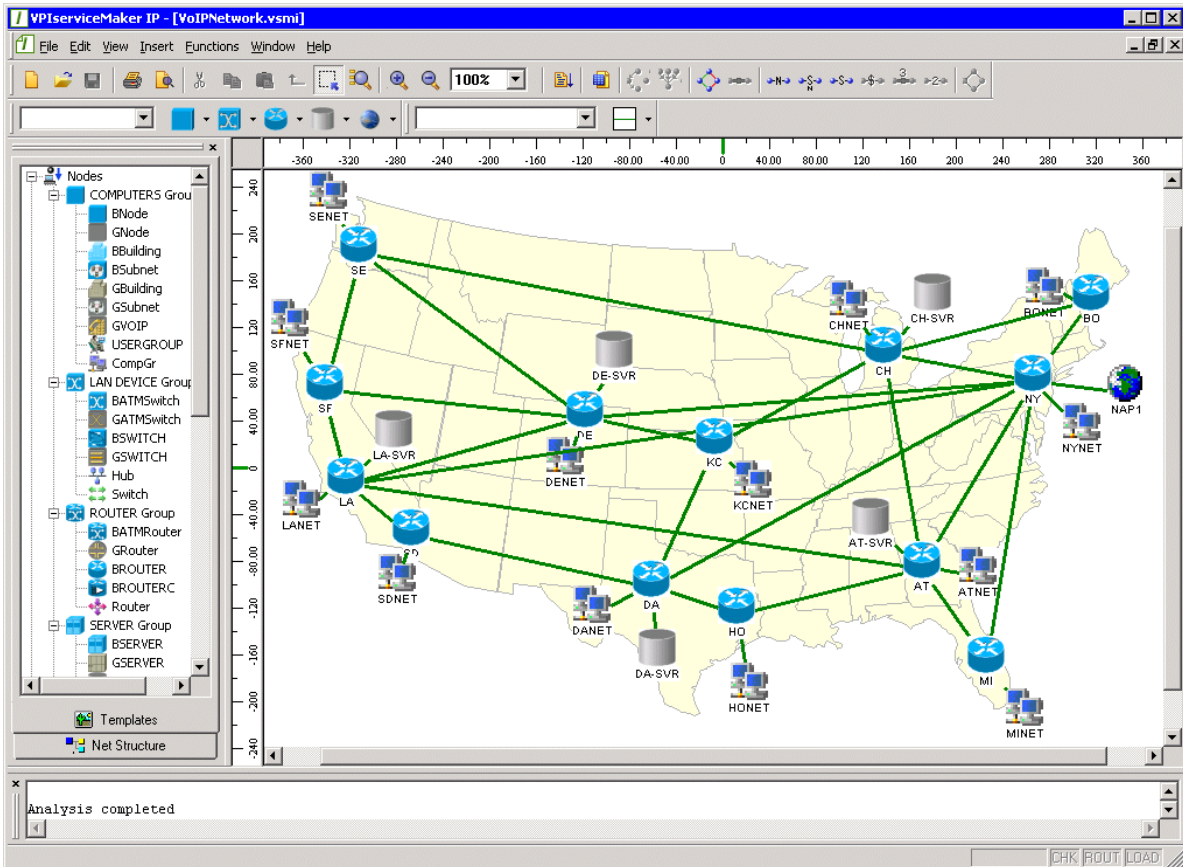 VPIserviceMaker IP - [VoIPNetwork.vsmi]
File Edit View Insert Functions Window Help
100% N S N S $ 3 2
-360 -320 -280 -240 -200 -160 -120 -80.00 -40.00 0 40.00 80.00 120 160 200 240 280 320 360
240
200
160
120
80.00
40.00
0
-40.00
-80.00
-120
-160
-200
-240
Nodes
COMPUTERS Grou
BNode
GNode
BBuilding
BSubnet
GBuilding
GSubnet
GVOIP
USERGROUP
CompGr
LAN DEVICE Group
BATMSwitch
GATMSwitch
BSWITCH
GSWITCH
Hub
Switch
ROUTER Group
BATMRouter
GRouter
BROUTER
BROUTERC
Router
SERVER Group
BSERVER
GSERVER
Templates
Net Structure
SENET
SE
SFNET
SF
CHNET
CH-SVR
CH
BONET
BO
DE-SVR
DE
DENET
NY
NAP1
NYNET
LA-SVR
LA
LANET
KC
KCNET
SD
SDNET
AT-SVR
AT
ATNET
DA
DANET
DA-SVR
HO
HONET
MI
MINET
Analysis completed
CHK ROUT LOAD